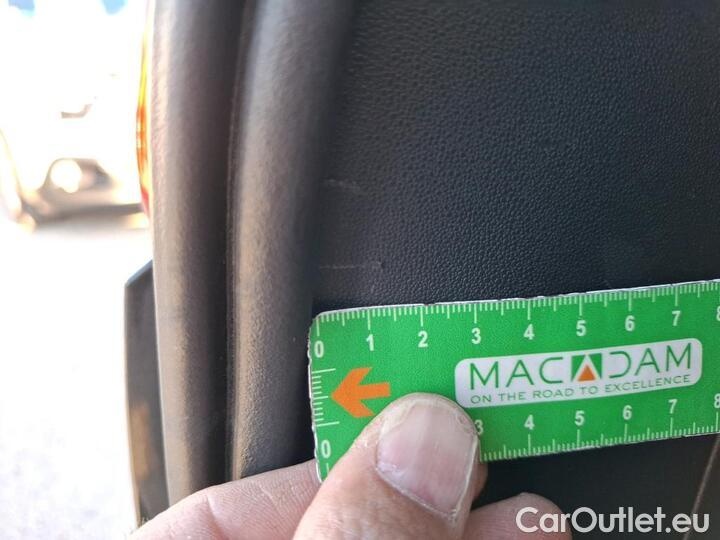 0 1 2 3 4 5 6 7 8
MACADAM
ON THE ROAD TO EXCELLENCE
0 3 4 5 6 7 8
CarOutlet.eu